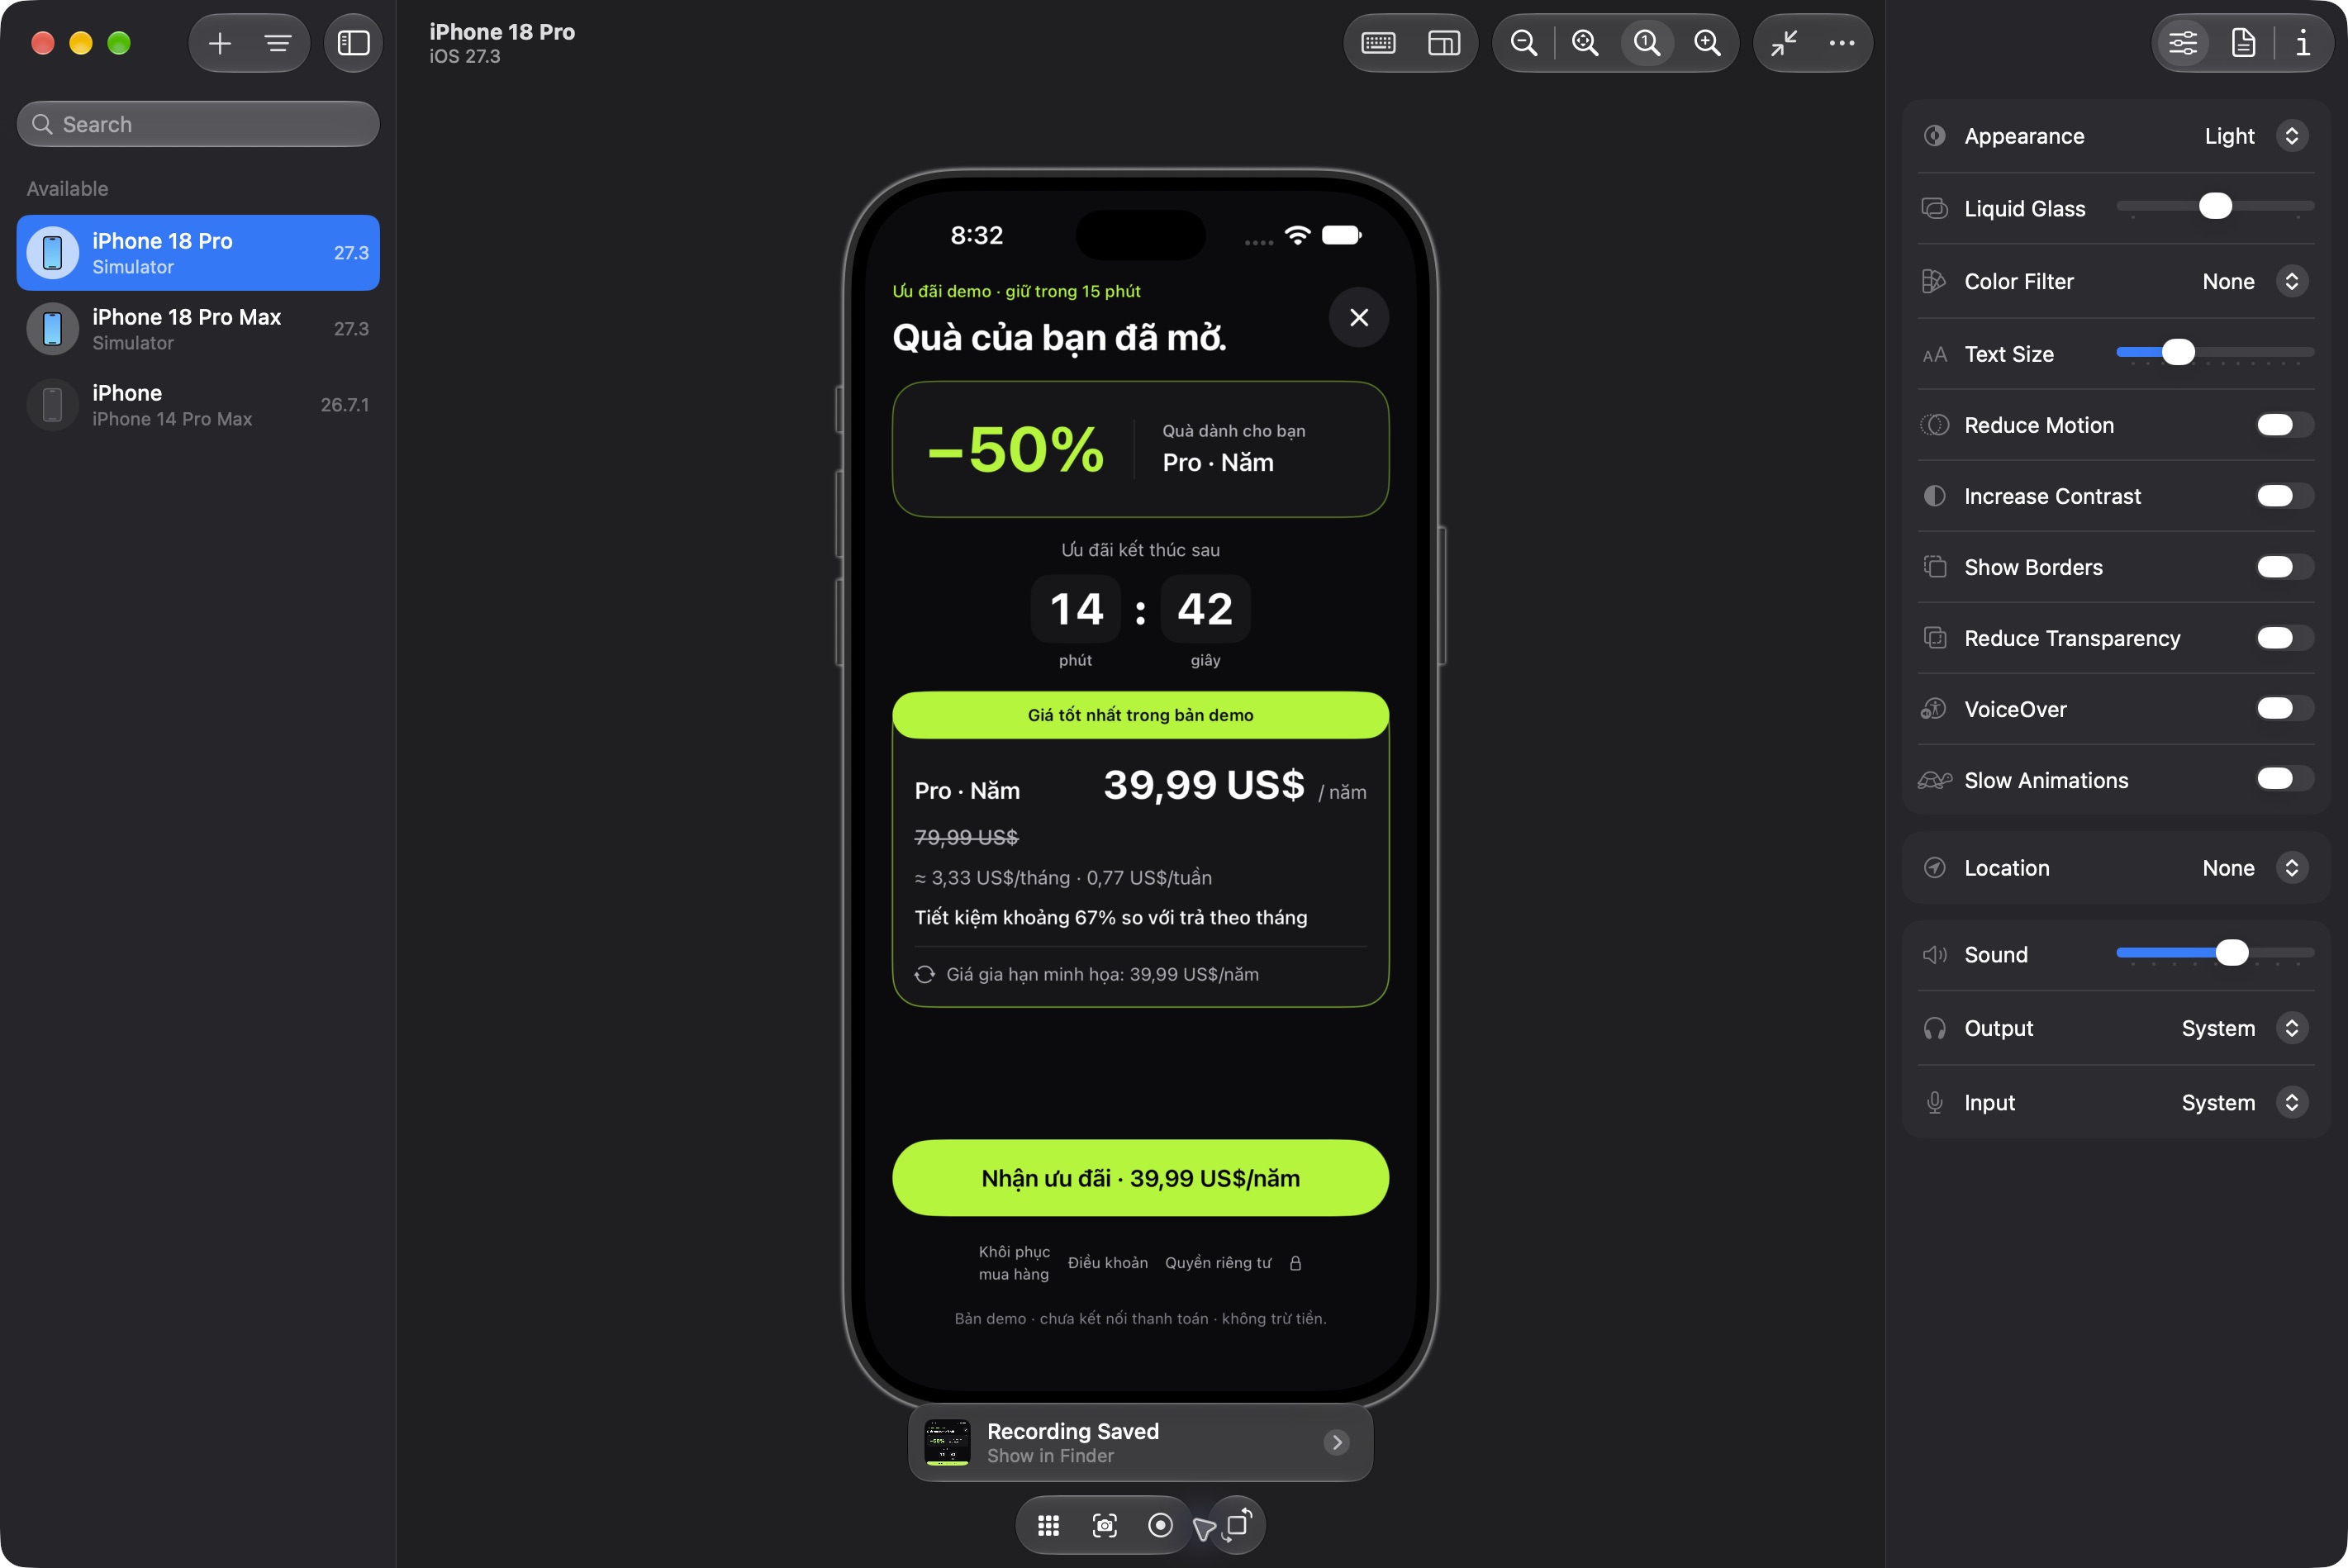 iPhone 18 Pro
iOS 27.3
Search
Available
iPhone 18 Pro
Simulator
27.3
iPhone 18 Pro Max
Simulator
27.3
iPhone
iPhone 14 Pro Max
26.7.1
8:32
Ưu đãi demo · giữ trong 15 phút
Quà của bạn đã mở.
−50%
Quà dành cho bạn
Pro · Năm
Ưu đãi kết thúc sau
14 : 42
phút
giây
Giá tốt nhất trong bản demo
Pro · Năm
39,99 US$ / năm
79,99 US$
≈ 3,33 US$/tháng · 0,77 US$/tuần
Tiết kiệm khoảng 67% so với trả theo tháng
Giá gia hạn minh họa: 39,99 US$/năm
Nhận ưu đãi · 39,99 US$/năm
Khôi phục
mua hàng
Điều khoản
Quyền riêng tư
Bản demo · chưa kết nối thanh toán · không trừ tiền.
Recording Saved
Show in Finder
Appearance
Light
Liquid Glass
Color Filter
None
Text Size
Reduce Motion
Increase Contrast
Show Borders
Reduce Transparency
VoiceOver
Slow Animations
Location
None
Sound
Output
System
Input
System